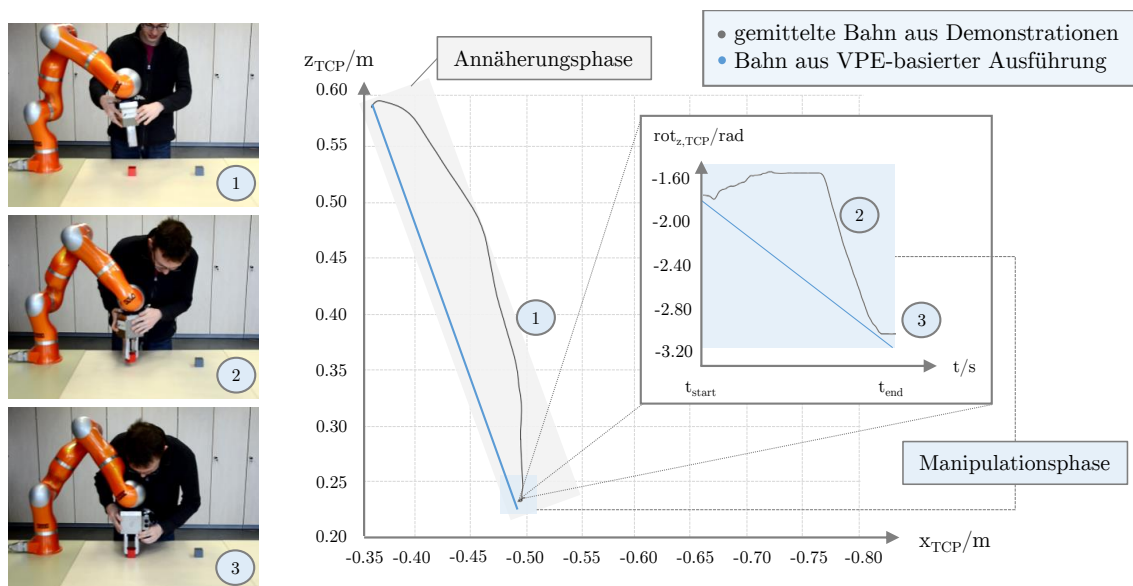 1
2
3
gemittelte Bahn aus Demonstrationen
Bahn aus VPE-basierter Ausführung
z_TCP/m
Annäherungsphase
0.60
0.55
0.50
0.45
0.40
0.35
0.30
0.25
0.20
-0.35 -0.40 -0.45 -0.50 -0.55 -0.60 -0.65 -0.70 -0.75 -0.80
x_TCP/m
1
rot_z,TCP/rad
-1.60
-2.00
-2.40
-2.80
-3.20
2
3
t/s
t_start t_end
Manipulationsphase